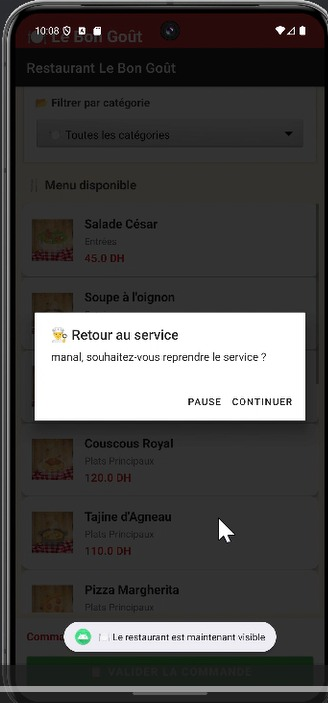 10:08
Le Bon Goût
Restaurant Le Bon Goût
Filtrer par catégorie
Toutes les catégories
Menu disponible
Salade César
Entrées
45.0 DH
Soupe à l'oignon
Retour au service
manal, souhaitez-vous reprendre le service ?
PAUSE CONTINUER
Couscous Royal
Plats Principaux
120.0 DH
Tajine d'Agneau
Plats Principaux
110.0 DH
Pizza Margherita
Plats Principaux
Le restaurant est maintenant visible
VALIDER LA COMMANDE